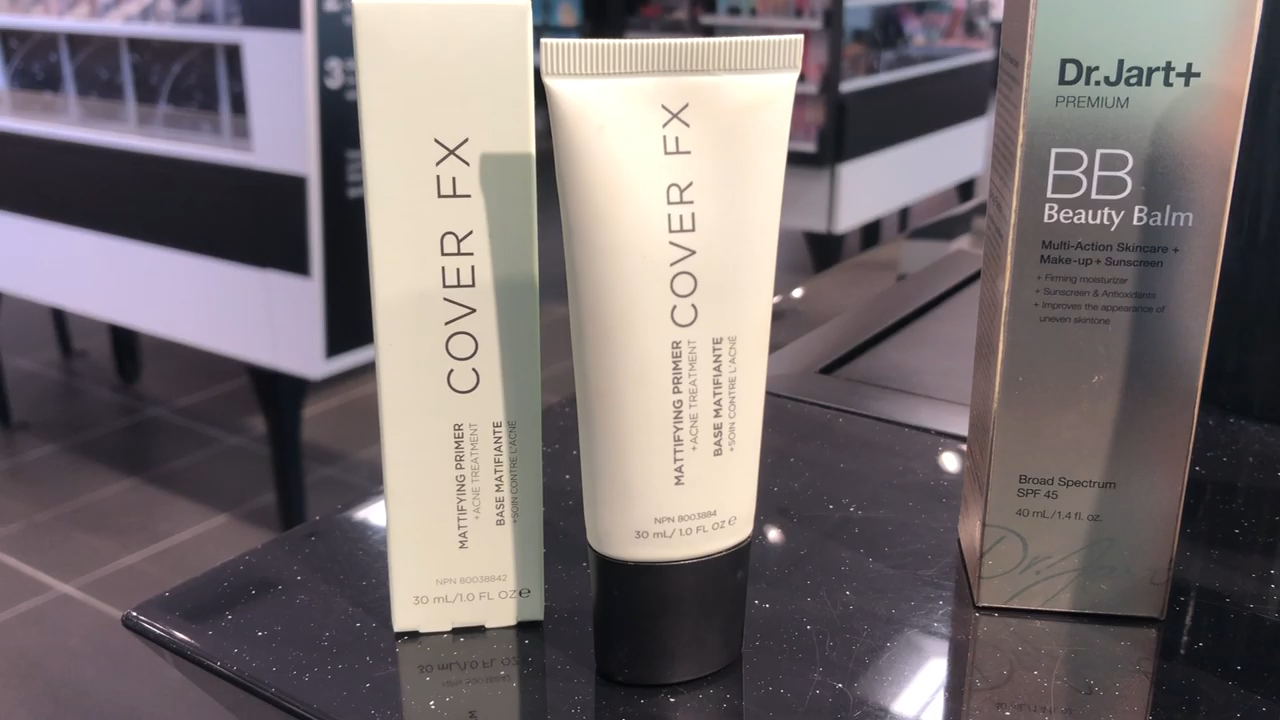 COVER FX
MATTIFYING PRIMER
+ACNE TREATMENT
BASE MATIFIANTE
+SOIN CONTRE L'ACNÉ
NPN 80038842
30 mL/1.0 FL OZ e
COVER FX
MATTIFYING PRIMER
+ACNE TREATMENT
BASE MATIFIANTE
+SOIN CONTRE L'ACNÉ
NPN 8003884
30 mL/ 1.0 FL OZ e
Dr.Jart+
PREMIUM
BB
Beauty Balm
Multi-Action Skincare +
Make-up + Sunscreen
+ Firming moisturizer
+ Sunscreen & Antioxidants
+ Improves the appearance of
uneven skintone
Broad Spectrum
SPF 45
40 mL/1.4 fl. oz.